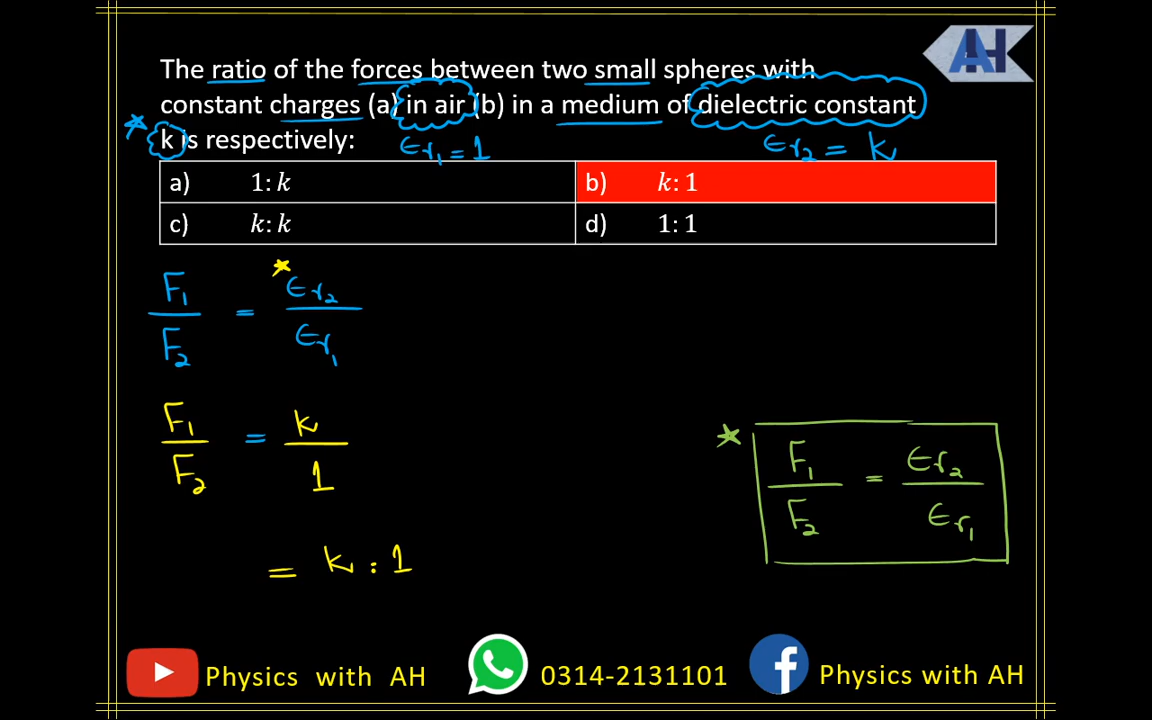 AH
The ratio of the forces between two small spheres with
constant charges (a) in air (b) in a medium of dielectric constant
k is respectively:
ϵr₁ = 1
ϵr₂ = k
a) 1: k
b) k: 1
c) k: k
d) 1: 1
F₁/F₂ = ϵr₂/ϵr₁
F₁/F₂ = k/1
= k : 1
F₁/F₂ = ϵr₂/ϵr₁
Physics with AH
0314-2131101
Physics with AH